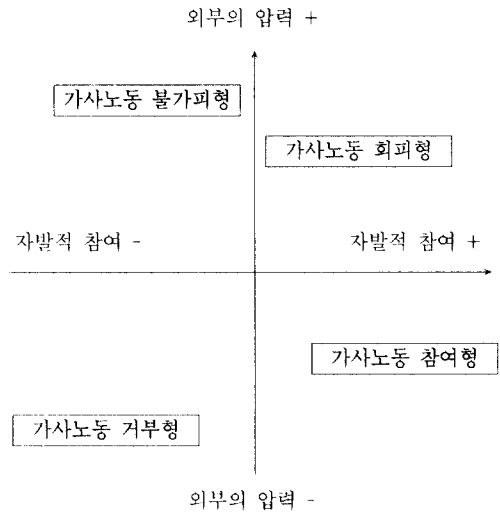 외부의 압력 +
가사노동 불가피형
가사노동 회피형
자발적 참여 -
자발적 참여 +
가사노동 참여형
가사노동 거부형
외부의 압력 -